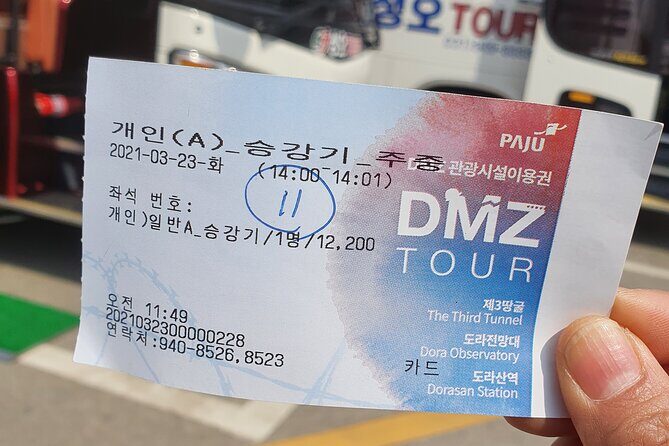 정오 TOUR
개인(A)_승강기_주중
2021-03-23-화 (14:00-14:01)
좌석 번호: 11
개인)일반A_승강기/1명/12,200
오전 11:49
2021032300000228
연락처:940-8526,8523
카드
PAJU
DMZ 관광시설이용권
DMZ
TOUR
제3땅굴
The Third Tunnel
도라전망대
Dora Observatory
도라산역
Dorasan Station